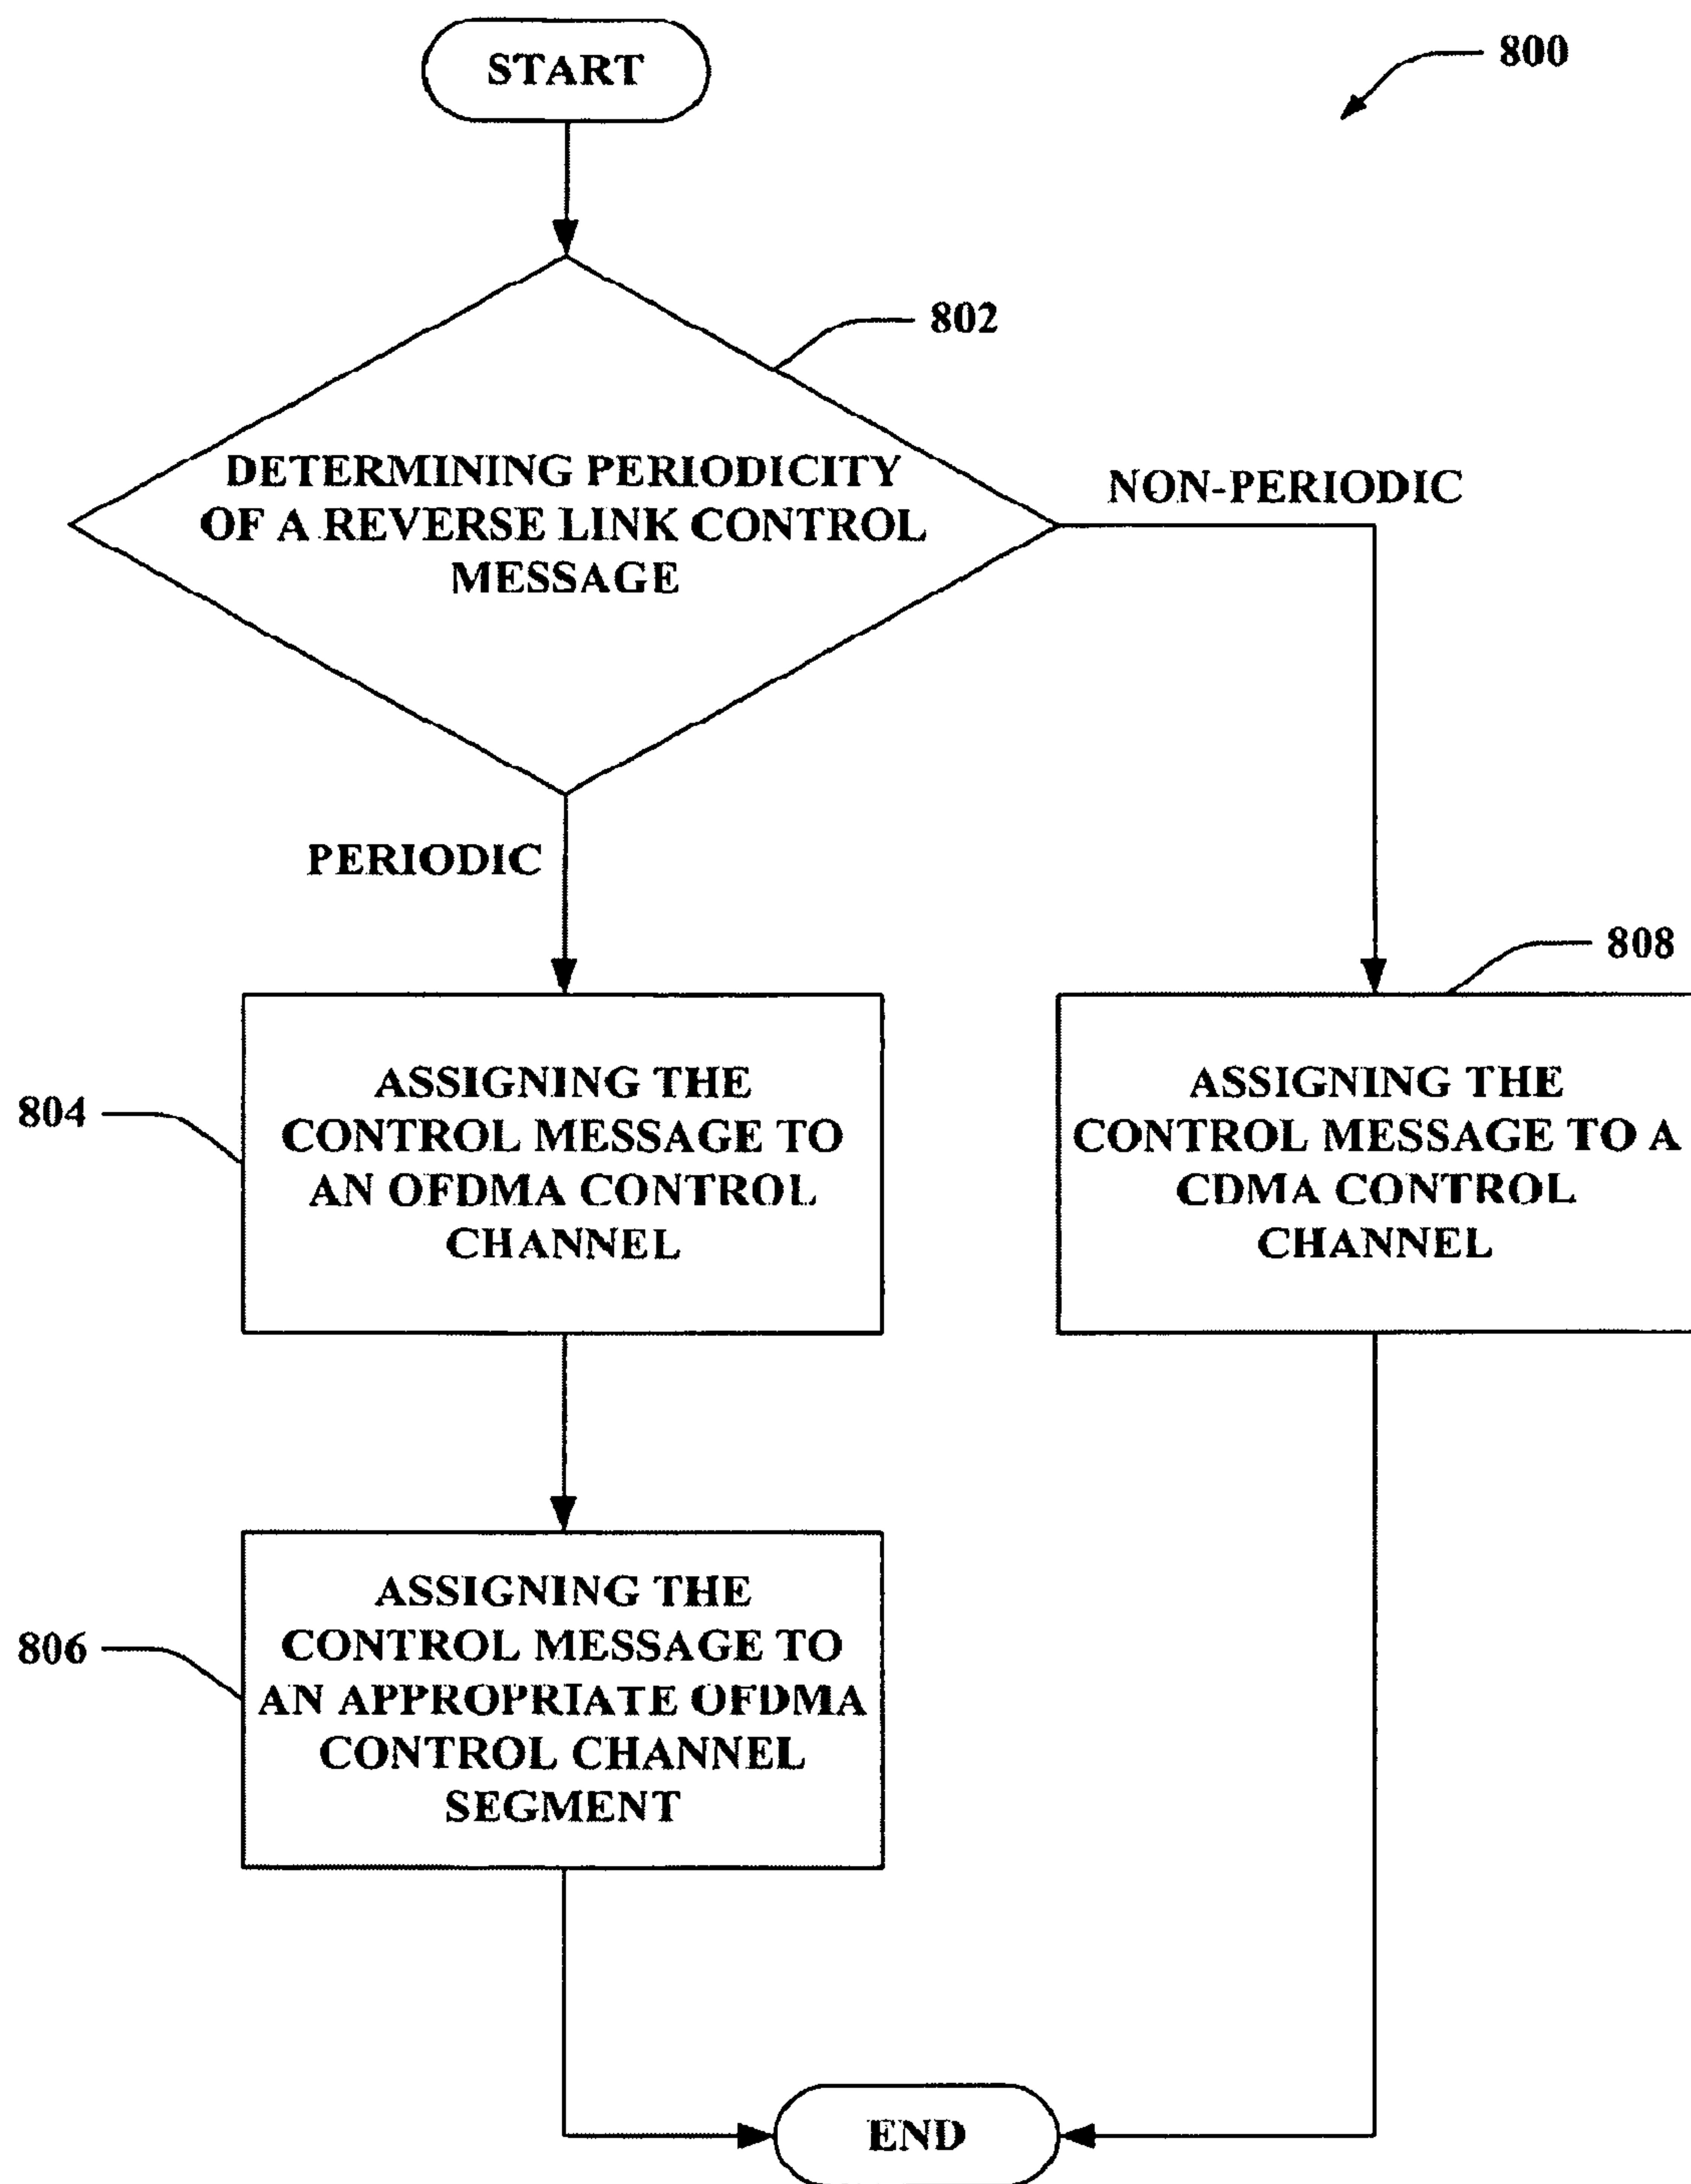 START
800
802
DETERMINING PERIODICITY
OF A REVERSE LINK CONTROL
MESSAGE
NON-PERIODIC
PERIODIC
808
804
ASSIGNING THE
CONTROL MESSAGE TO
AN OFDMA CONTROL
CHANNEL
ASSIGNING THE
CONTROL MESSAGE TO A
CDMA CONTROL
CHANNEL
806
ASSIGNING THE
CONTROL MESSAGE TO
AN APPROPRIATE OFDMA
CONTROL CHANNEL
SEGMENT
END